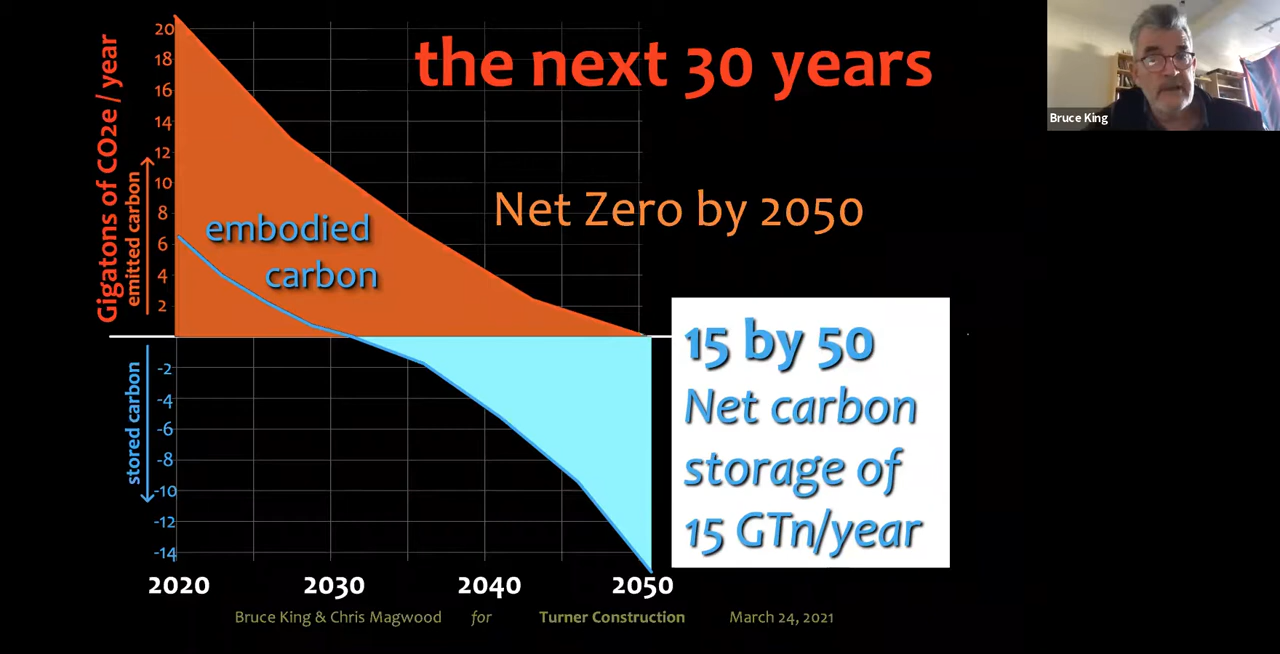 the next 30 years
Bruce King
Gigatons of CO2e / year
emitted carbon
stored carbon
20
18
16
14
12
10
8
6
4
2
-2
-4
-6
-8
-10
-12
-14
embodied
carbon
Net Zero by 2050
15 by 50
Net carbon
storage of
15 GTn/year
2020 2030 2040 2050
Bruce King & Chris Magwood for Turner Construction March 24, 2021